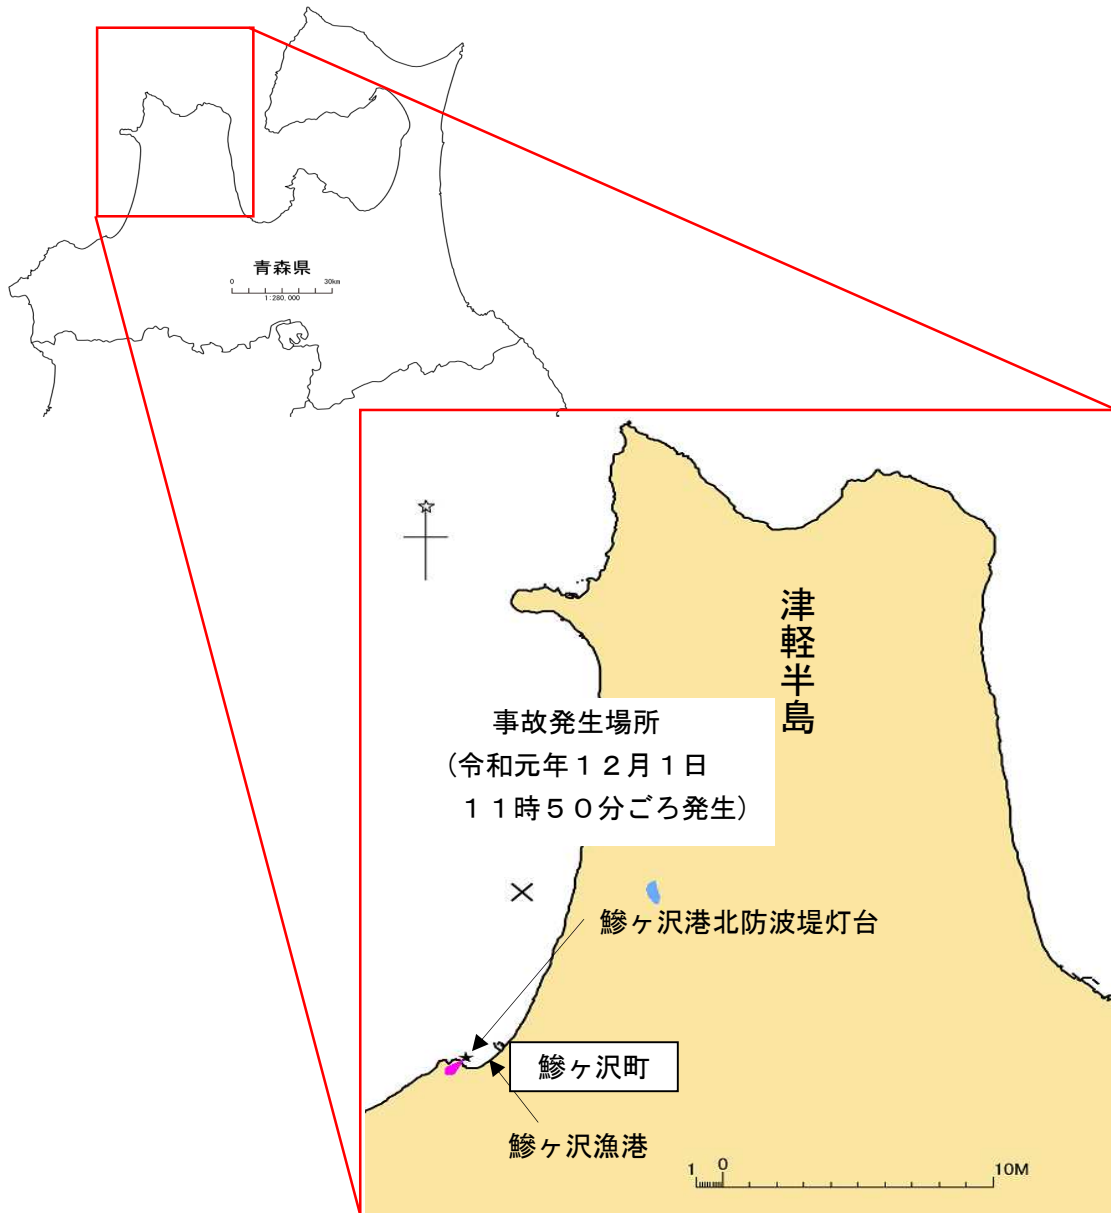 青森県
0 30km
1:280,000
津軽半島
事故発生場所
(令和元年12月1日
11時50分ごろ発生)
鰺ヶ沢港北防波堤灯台
鰺ヶ沢町
鰺ヶ沢漁港
1 0 10M